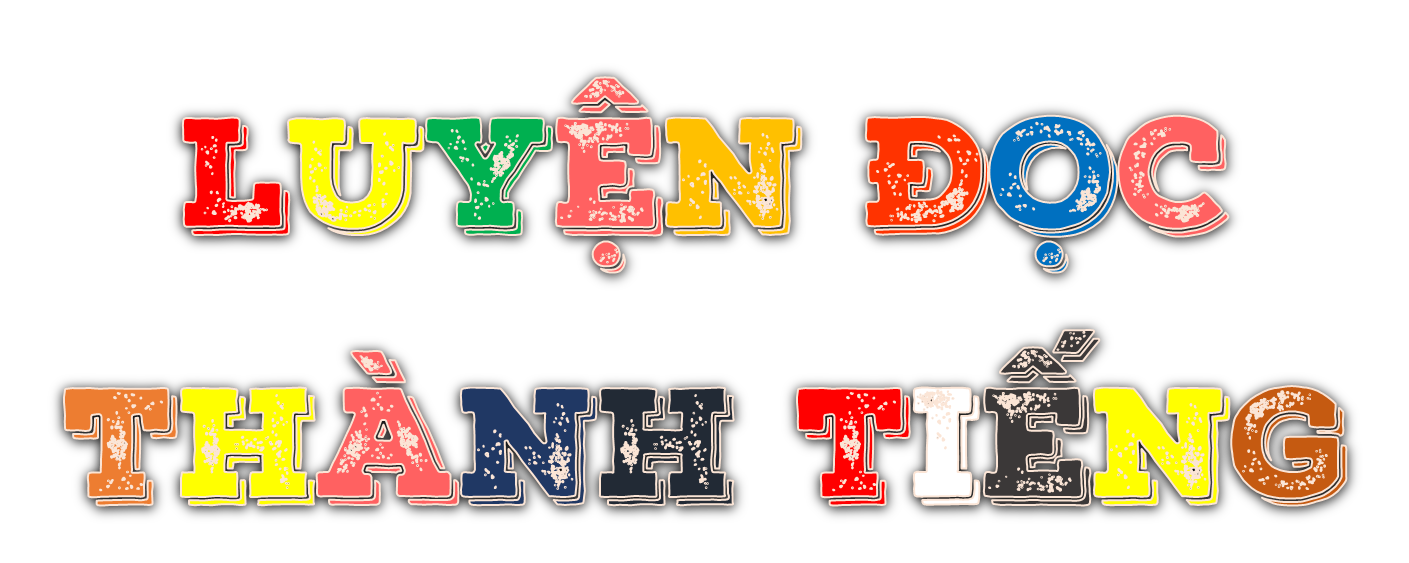 LUYỆN ĐỌC
THÀNH TIẾNG